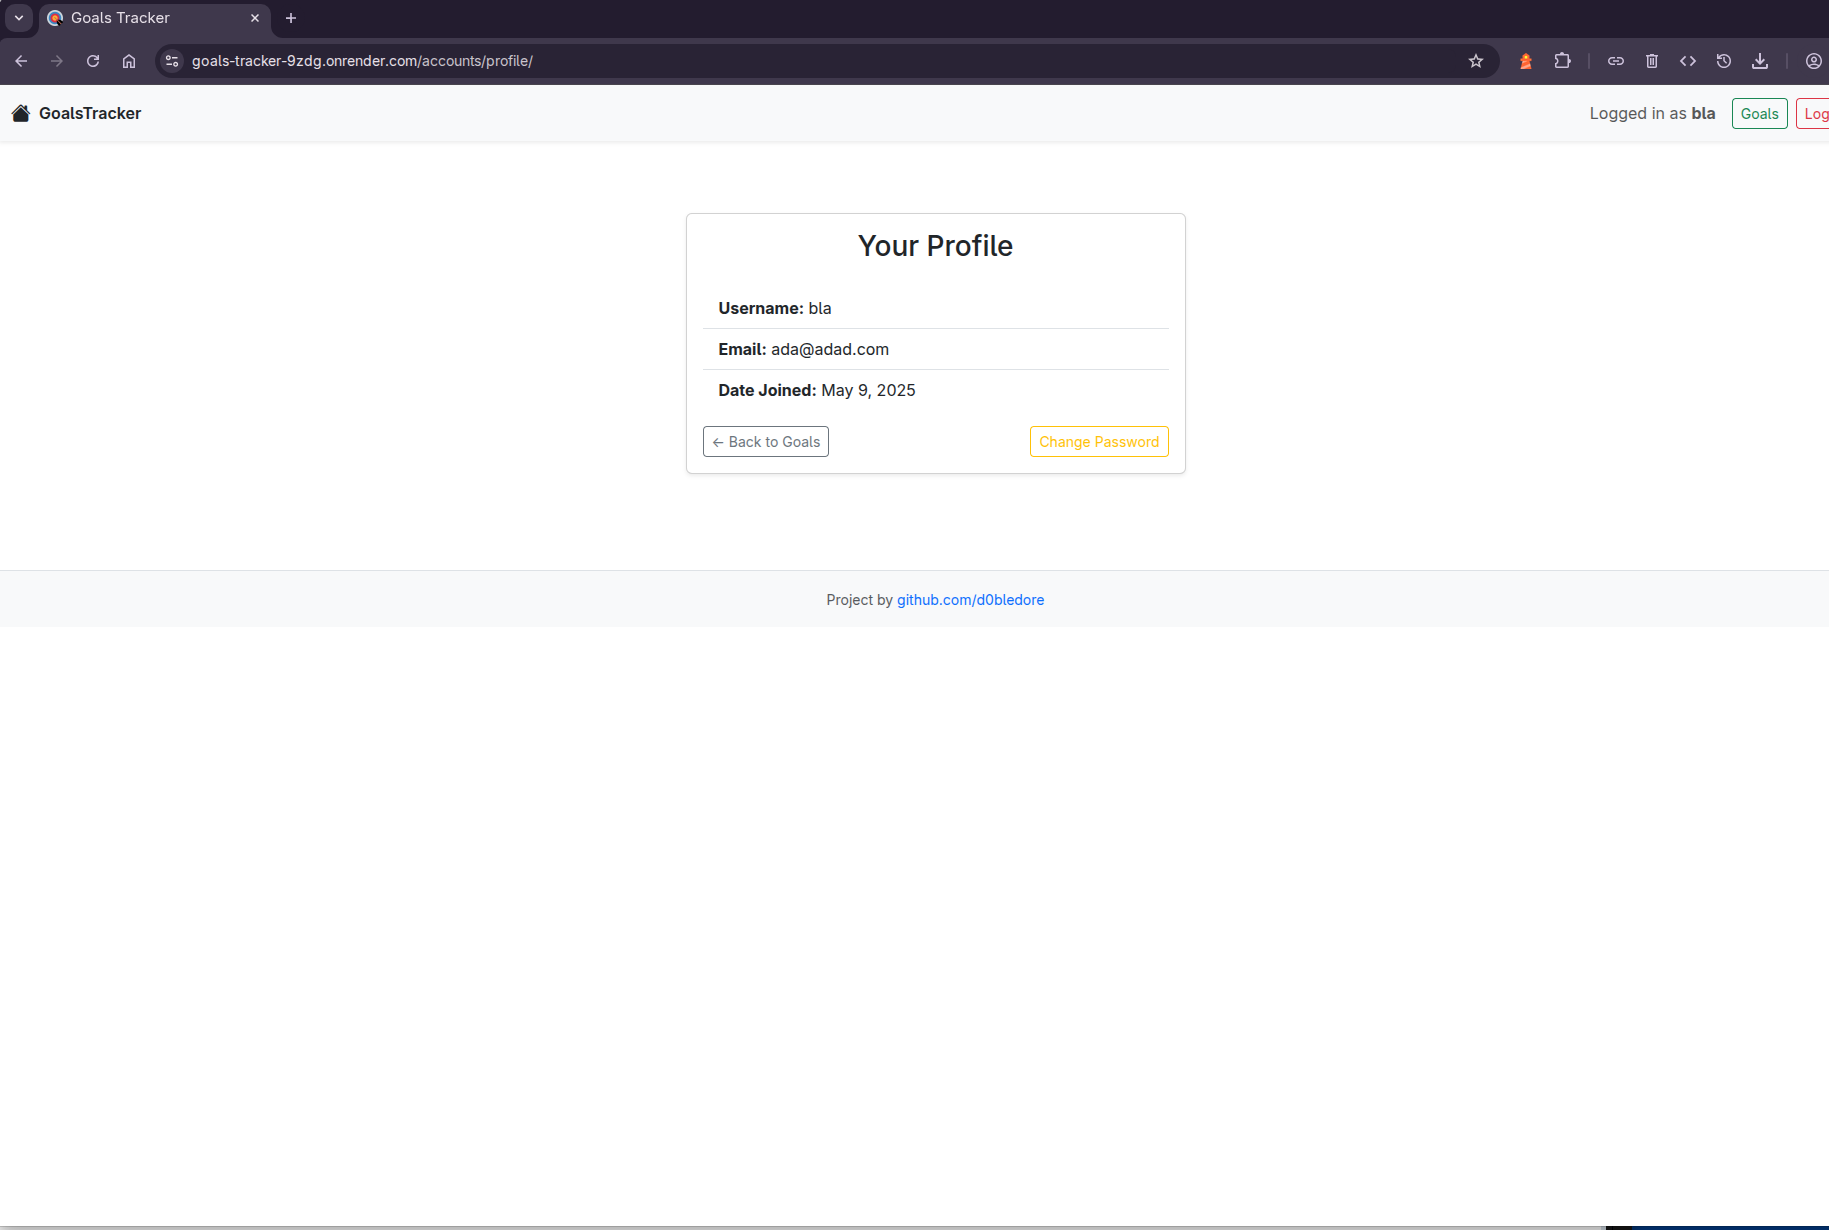 Goals Tracker
goals-tracker-9zdg.onrender.com/accounts/profile/
GoalsTracker
Logged in as bla
Goals
Log
Your Profile
Username: bla
Email: ada@adad.com
Date Joined: May 9, 2025
← Back to Goals
Change Password
Project by github.com/d0bledore